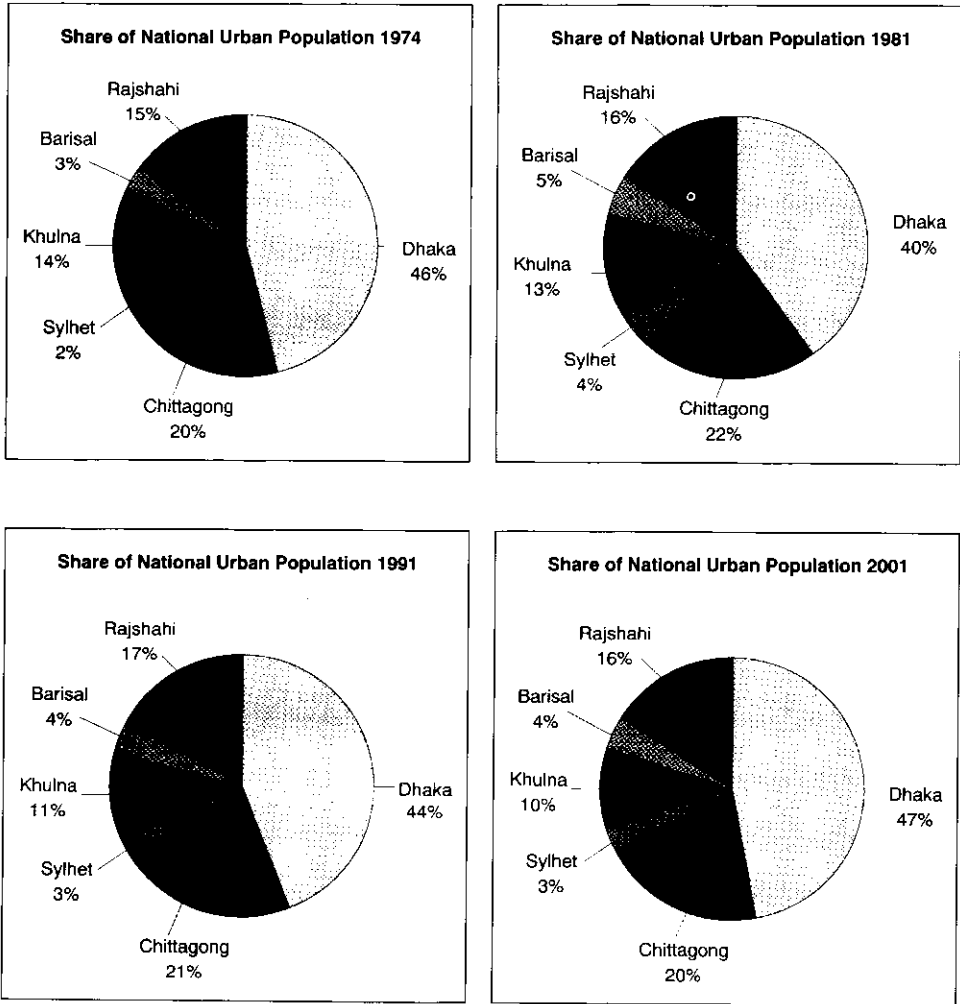 Share of National Urban Population 1974
Rajshahi
15%
Barisal
3%
Khulna
14%
Sylhet
2%
Chittagong
20%
Dhaka
46%
Share of National Urban Population 1981
Rajshahi
16%
Barisal
5%
Khulna
13%
Sylhet
4%
Chittagong
22%
Dhaka
40%
Share of National Urban Population 1991
Rajshahi
17%
Barisal
4%
Khulna
11%
Sylhet
3%
Chittagong
21%
Dhaka
44%
Share of National Urban Population 2001
Rajshahi
16%
Barisal
4%
Khulna
10%
Sylhet
3%
Chittagong
20%
Dhaka
47%